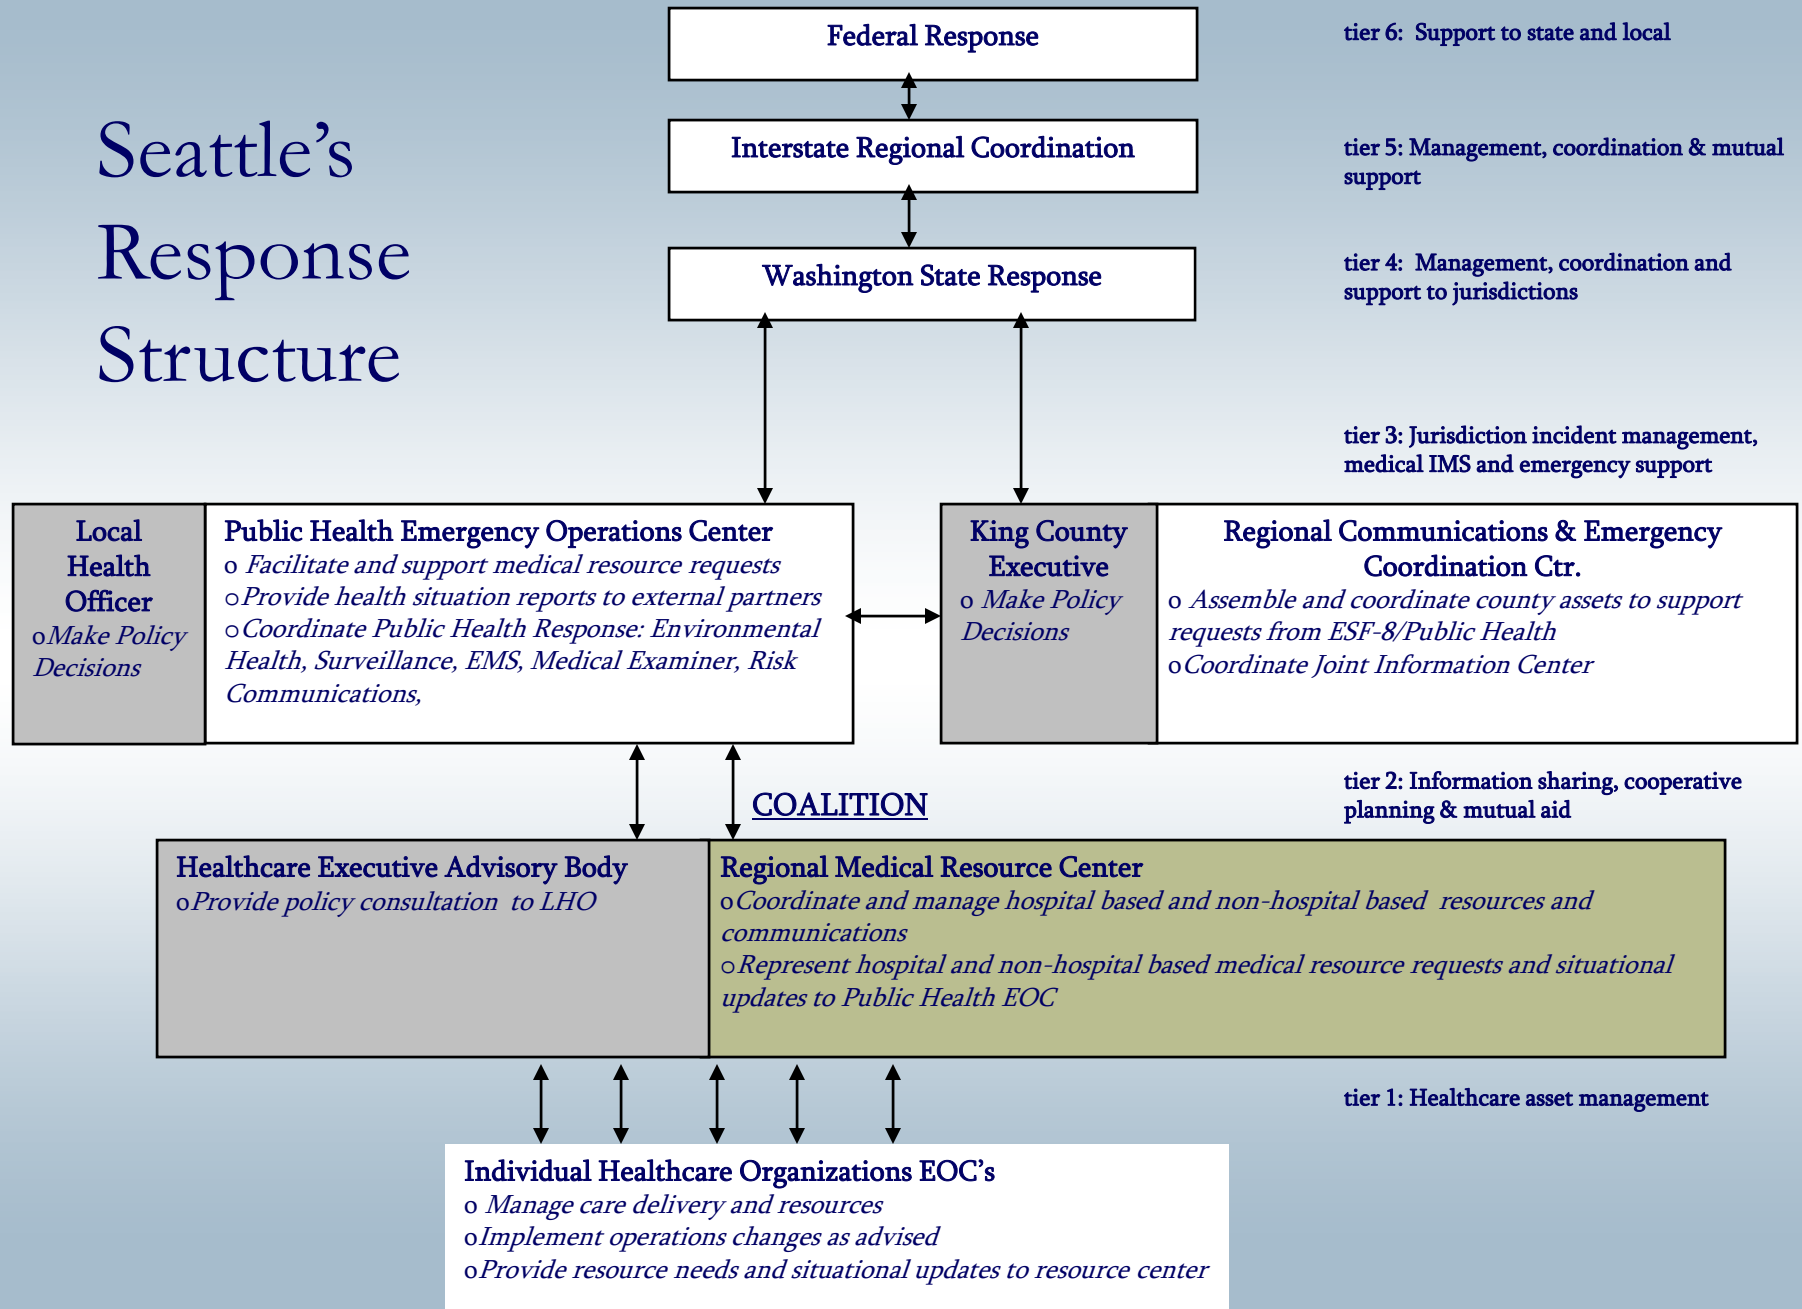 Seattle’s
Response
Structure
Federal Response
tier 6:  Support to state and local
Interstate Regional Coordination
tier 5: Management, coordination & mutual
support
Washington State Response
tier 4:  Management, coordination and
support to jurisdictions
tier 3: Jurisdiction incident management,
medical IMS and emergency support
Local
Health
Officer
oMake Policy
Decisions
Public Health Emergency Operations Center
o Facilitate and support medical resource requests
oProvide health situation reports to external partners
oCoordinate Public Health Response: Environmental
Health, Surveillance, EMS, Medical Examiner, Risk
Communications,
King County
Executive
o Make Policy
Decisions
Regional Communications & Emergency
Coordination Ctr.
o Assemble and coordinate county assets to support
requests from ESF-8/Public Health
oCoordinate Joint Information Center
tier 2: Information sharing, cooperative
planning & mutual aid
COALITION
Healthcare Executive Advisory Body
oProvide policy consultation  to LHO
Regional Medical Resource Center
oCoordinate and manage hospital based and non-hospital based  resources and
communications
oRepresent hospital and non-hospital based medical resource requests and situational
updates to Public Health EOC
tier 1: Healthcare asset management
Individual Healthcare Organizations EOC’s
o Manage care delivery and resources
oImplement operations changes as advised
oProvide resource needs and situational updates to resource center